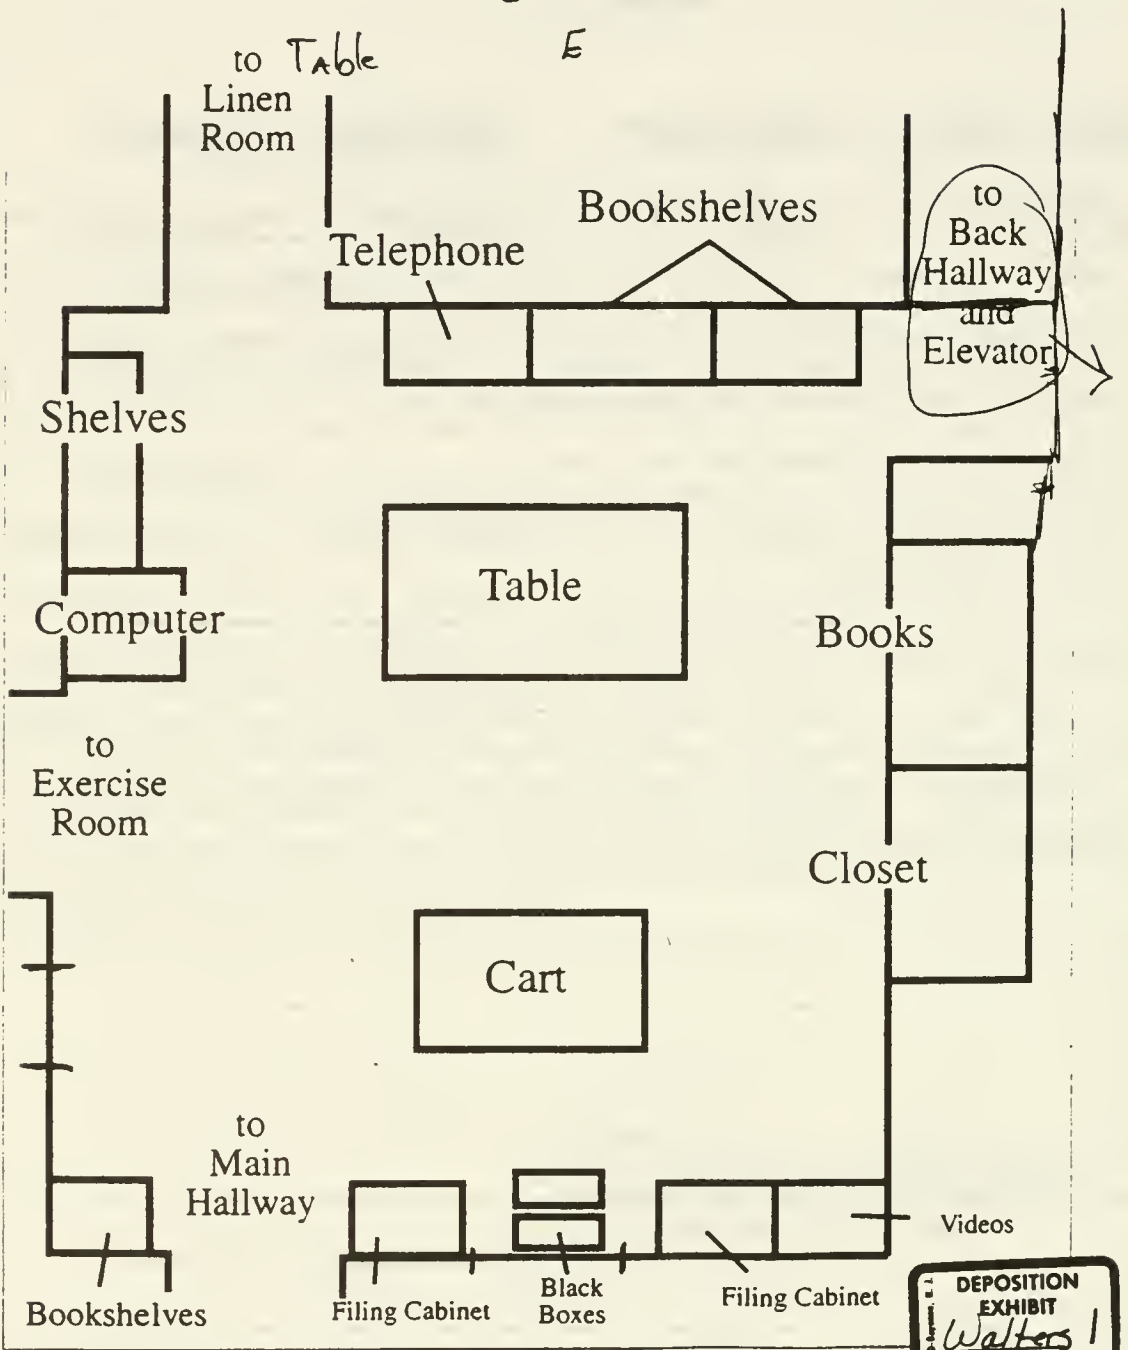 E
to Table
Linen
Room
Bookshelves
to
Back
Hallway
and
Elevator
Telephone
Shelves
Table
Computer
Books
to
Exercise
Room
Closet
Cart
to
Main
Hallway
Videos
Bookshelves
Filing Cabinet
Black
Boxes
Filing Cabinet
DEPOSITION
EXHIBIT
Walters 1